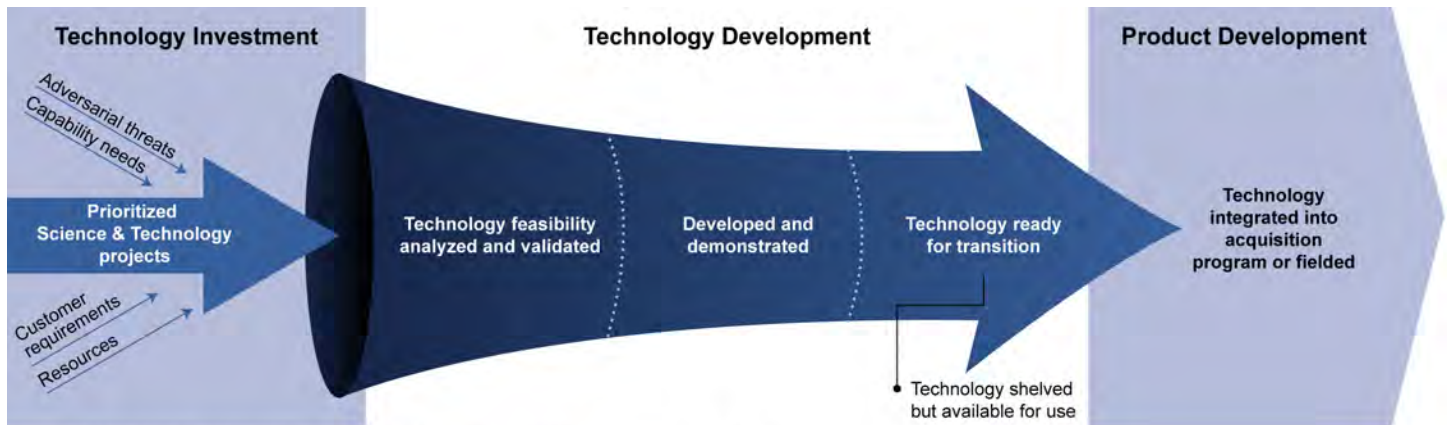 Technology Investment
Technology Development
Product Development
Adversarial threats
Capability needs
Prioritized
Science & Technology
projects
Customer
requirements
Resources
Technology feasibility
analyzed and validated
Developed and
demonstrated
Technology ready
for transition
Technology shelved
but available for use
Technology
integrated into
acquisition
program or fielded